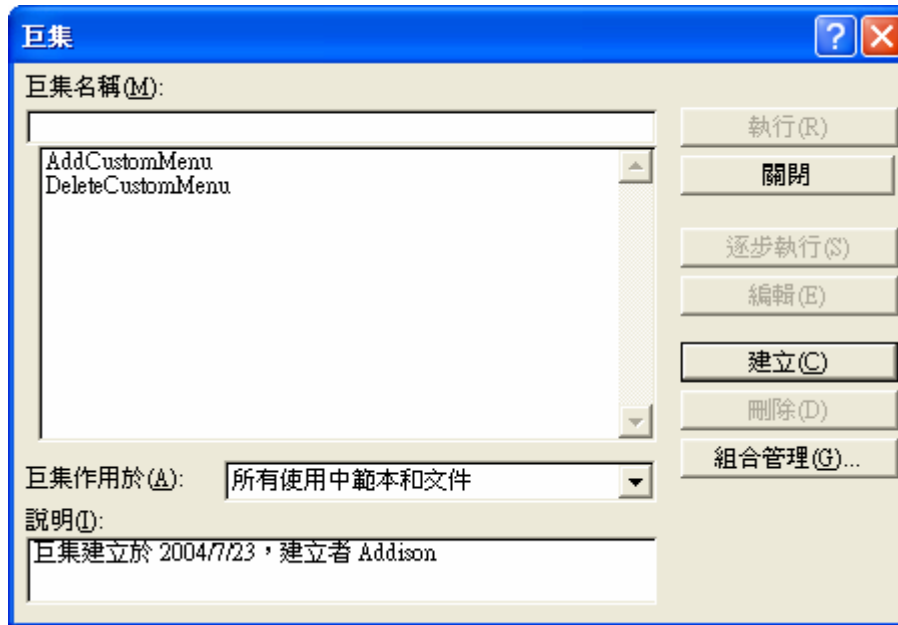 巨集
巨集名稱(M):
執行(R)
AddCustomMenu
DeleteCustomMenu
關閉
逐步執行(S)
編輯(E)
建立(C)
刪除(D)
組合管理(G)...
巨集作用於(A):
所有使用中範本和文件
說明(I):
巨集建立於 2004/7/23，建立者 Addison